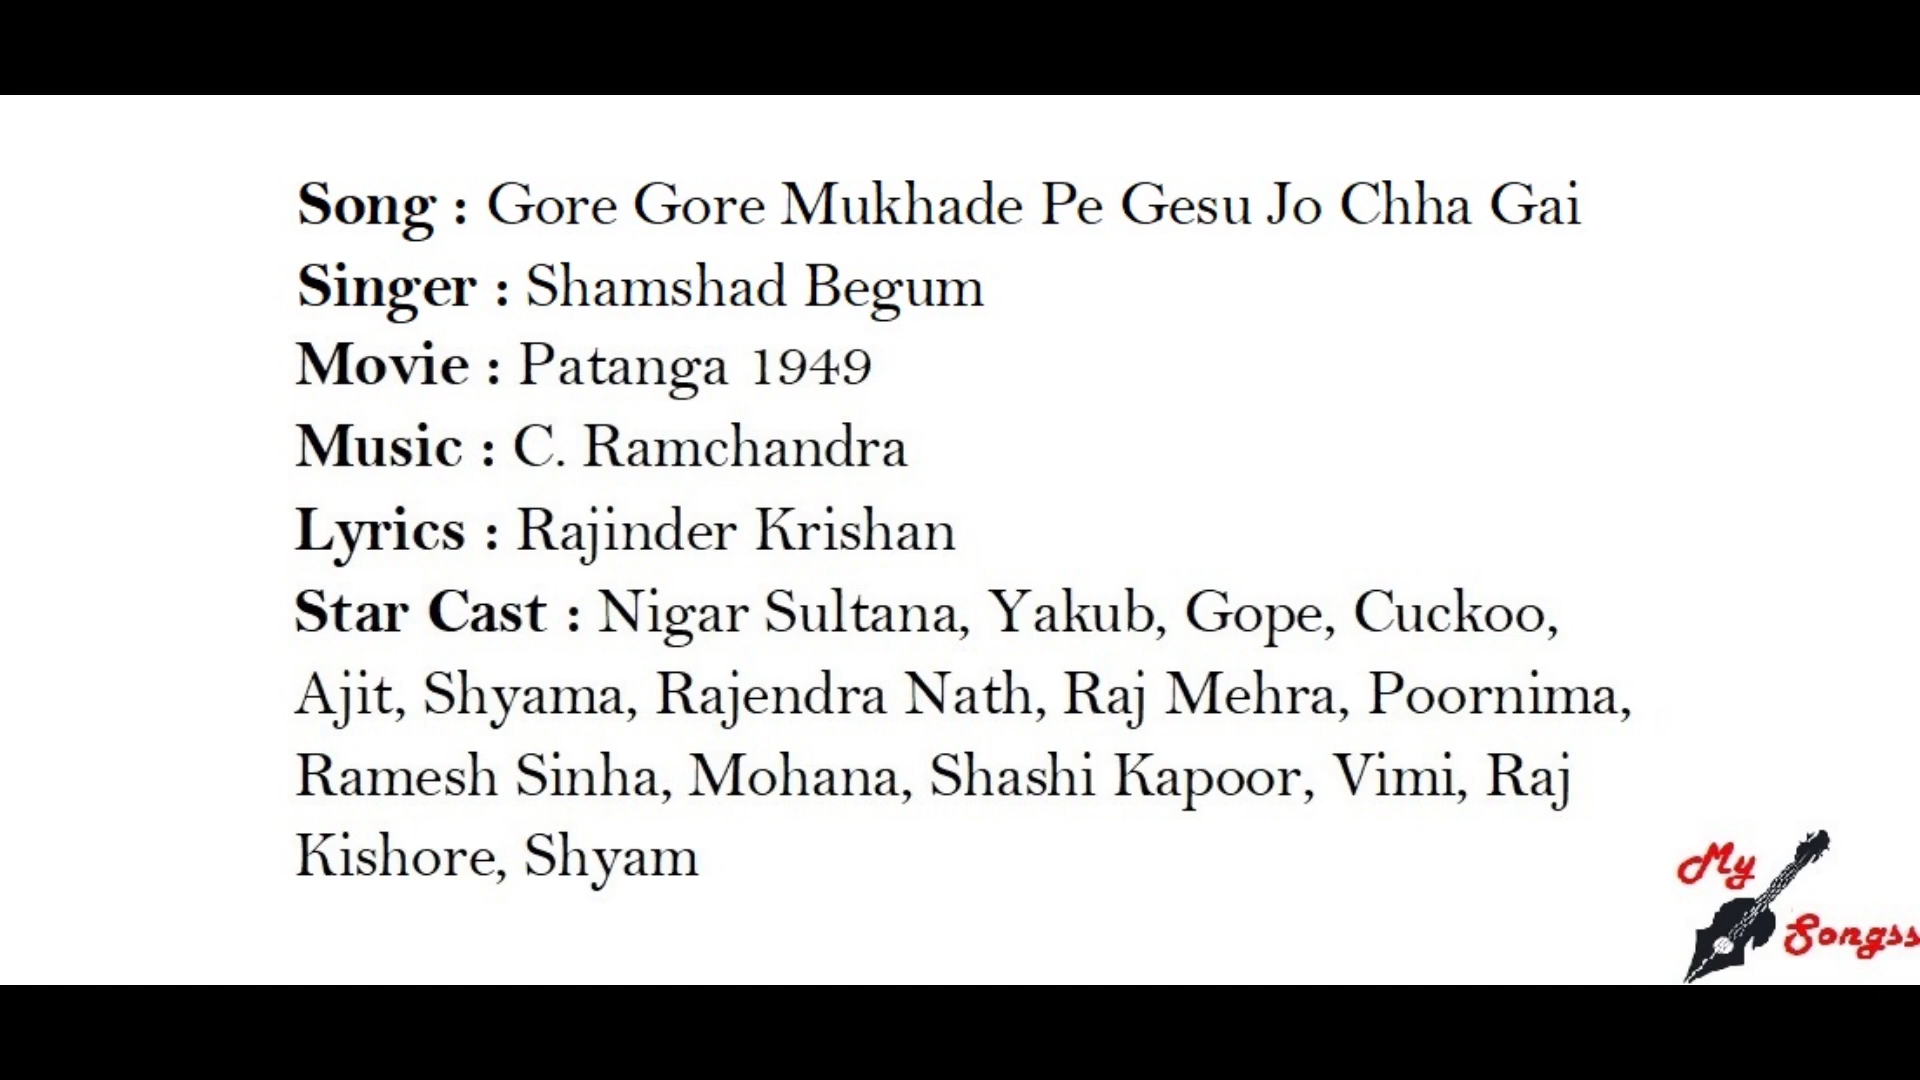 Song : Gore Gore Mukhade Pe Gesu Jo Chha Gai
Singer : Shamshad Begum
Movie : Patanga 1949
Music : C. Ramchandra
Lyrics : Rajinder Krishan
Star Cast : Nigar Sultana, Yakub, Gope, Cuckoo,
Ajit, Shyama, Rajendra Nath, Raj Mehra, Poornima,
Ramesh Sinha, Mohana, Shashi Kapoor, Vimi, Raj
Kishore, Shyam
My
Songss